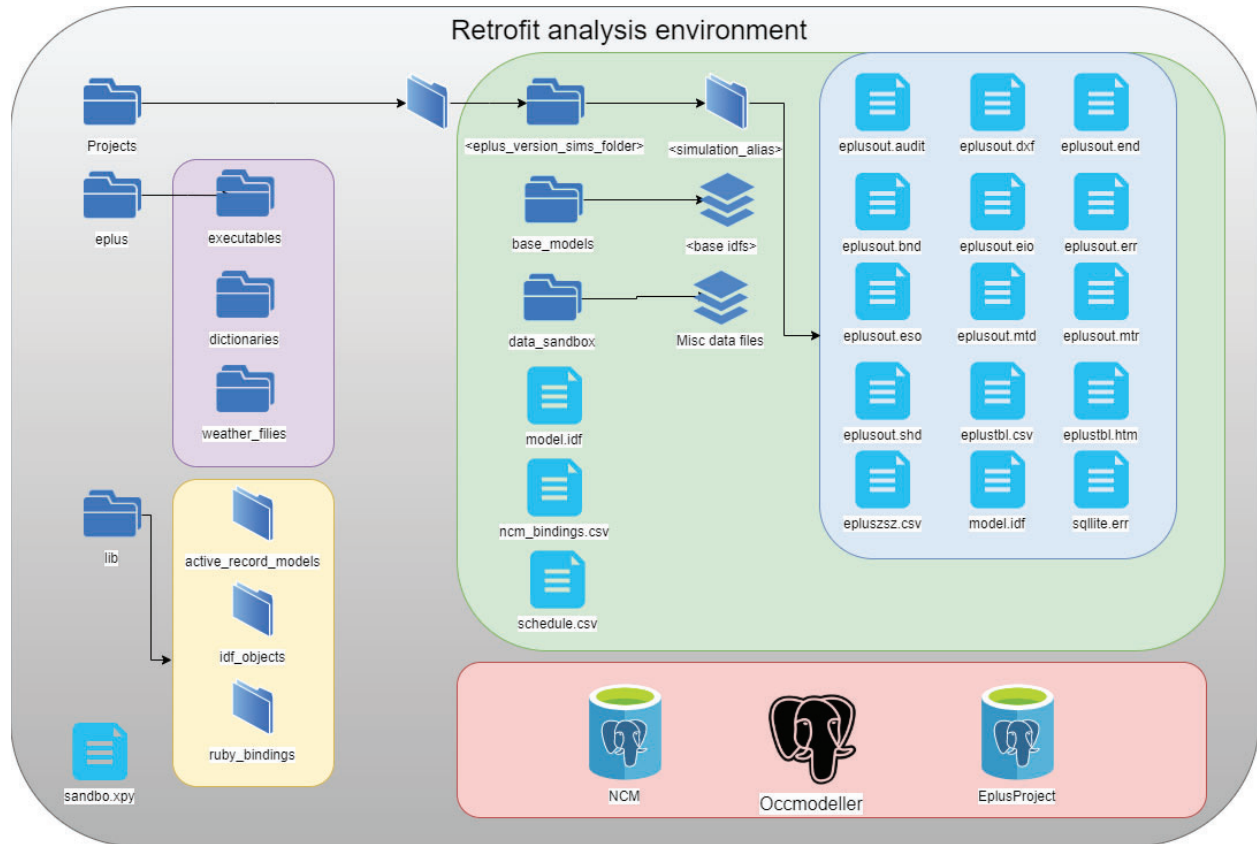 Retrofit analysis environment
Projects
<eplus_version_sims_folder>
<simulation_alias>
eplusout.audit
eplusout.dxf
eplusout.end
eplus
executables
base_models
<base idfs>
eplusout.bnd
eplusout.eio
eplusout.err
dictionaries
data_sandbox
Misc data files
eplusout.eso
eplusout.mtd
eplusout.mtr
weather_filies
model.idf
eplusout.shd
eplustbl.csv
eplustbl.htm
ncm_bindings.csv
epluszsz.csv
model.idf
sqllite.err
lib
active_record_models
schedule.csv
idf_objects
ruby_bindings
sandbo.xpy
NCM
Occmodeller
EplusProject